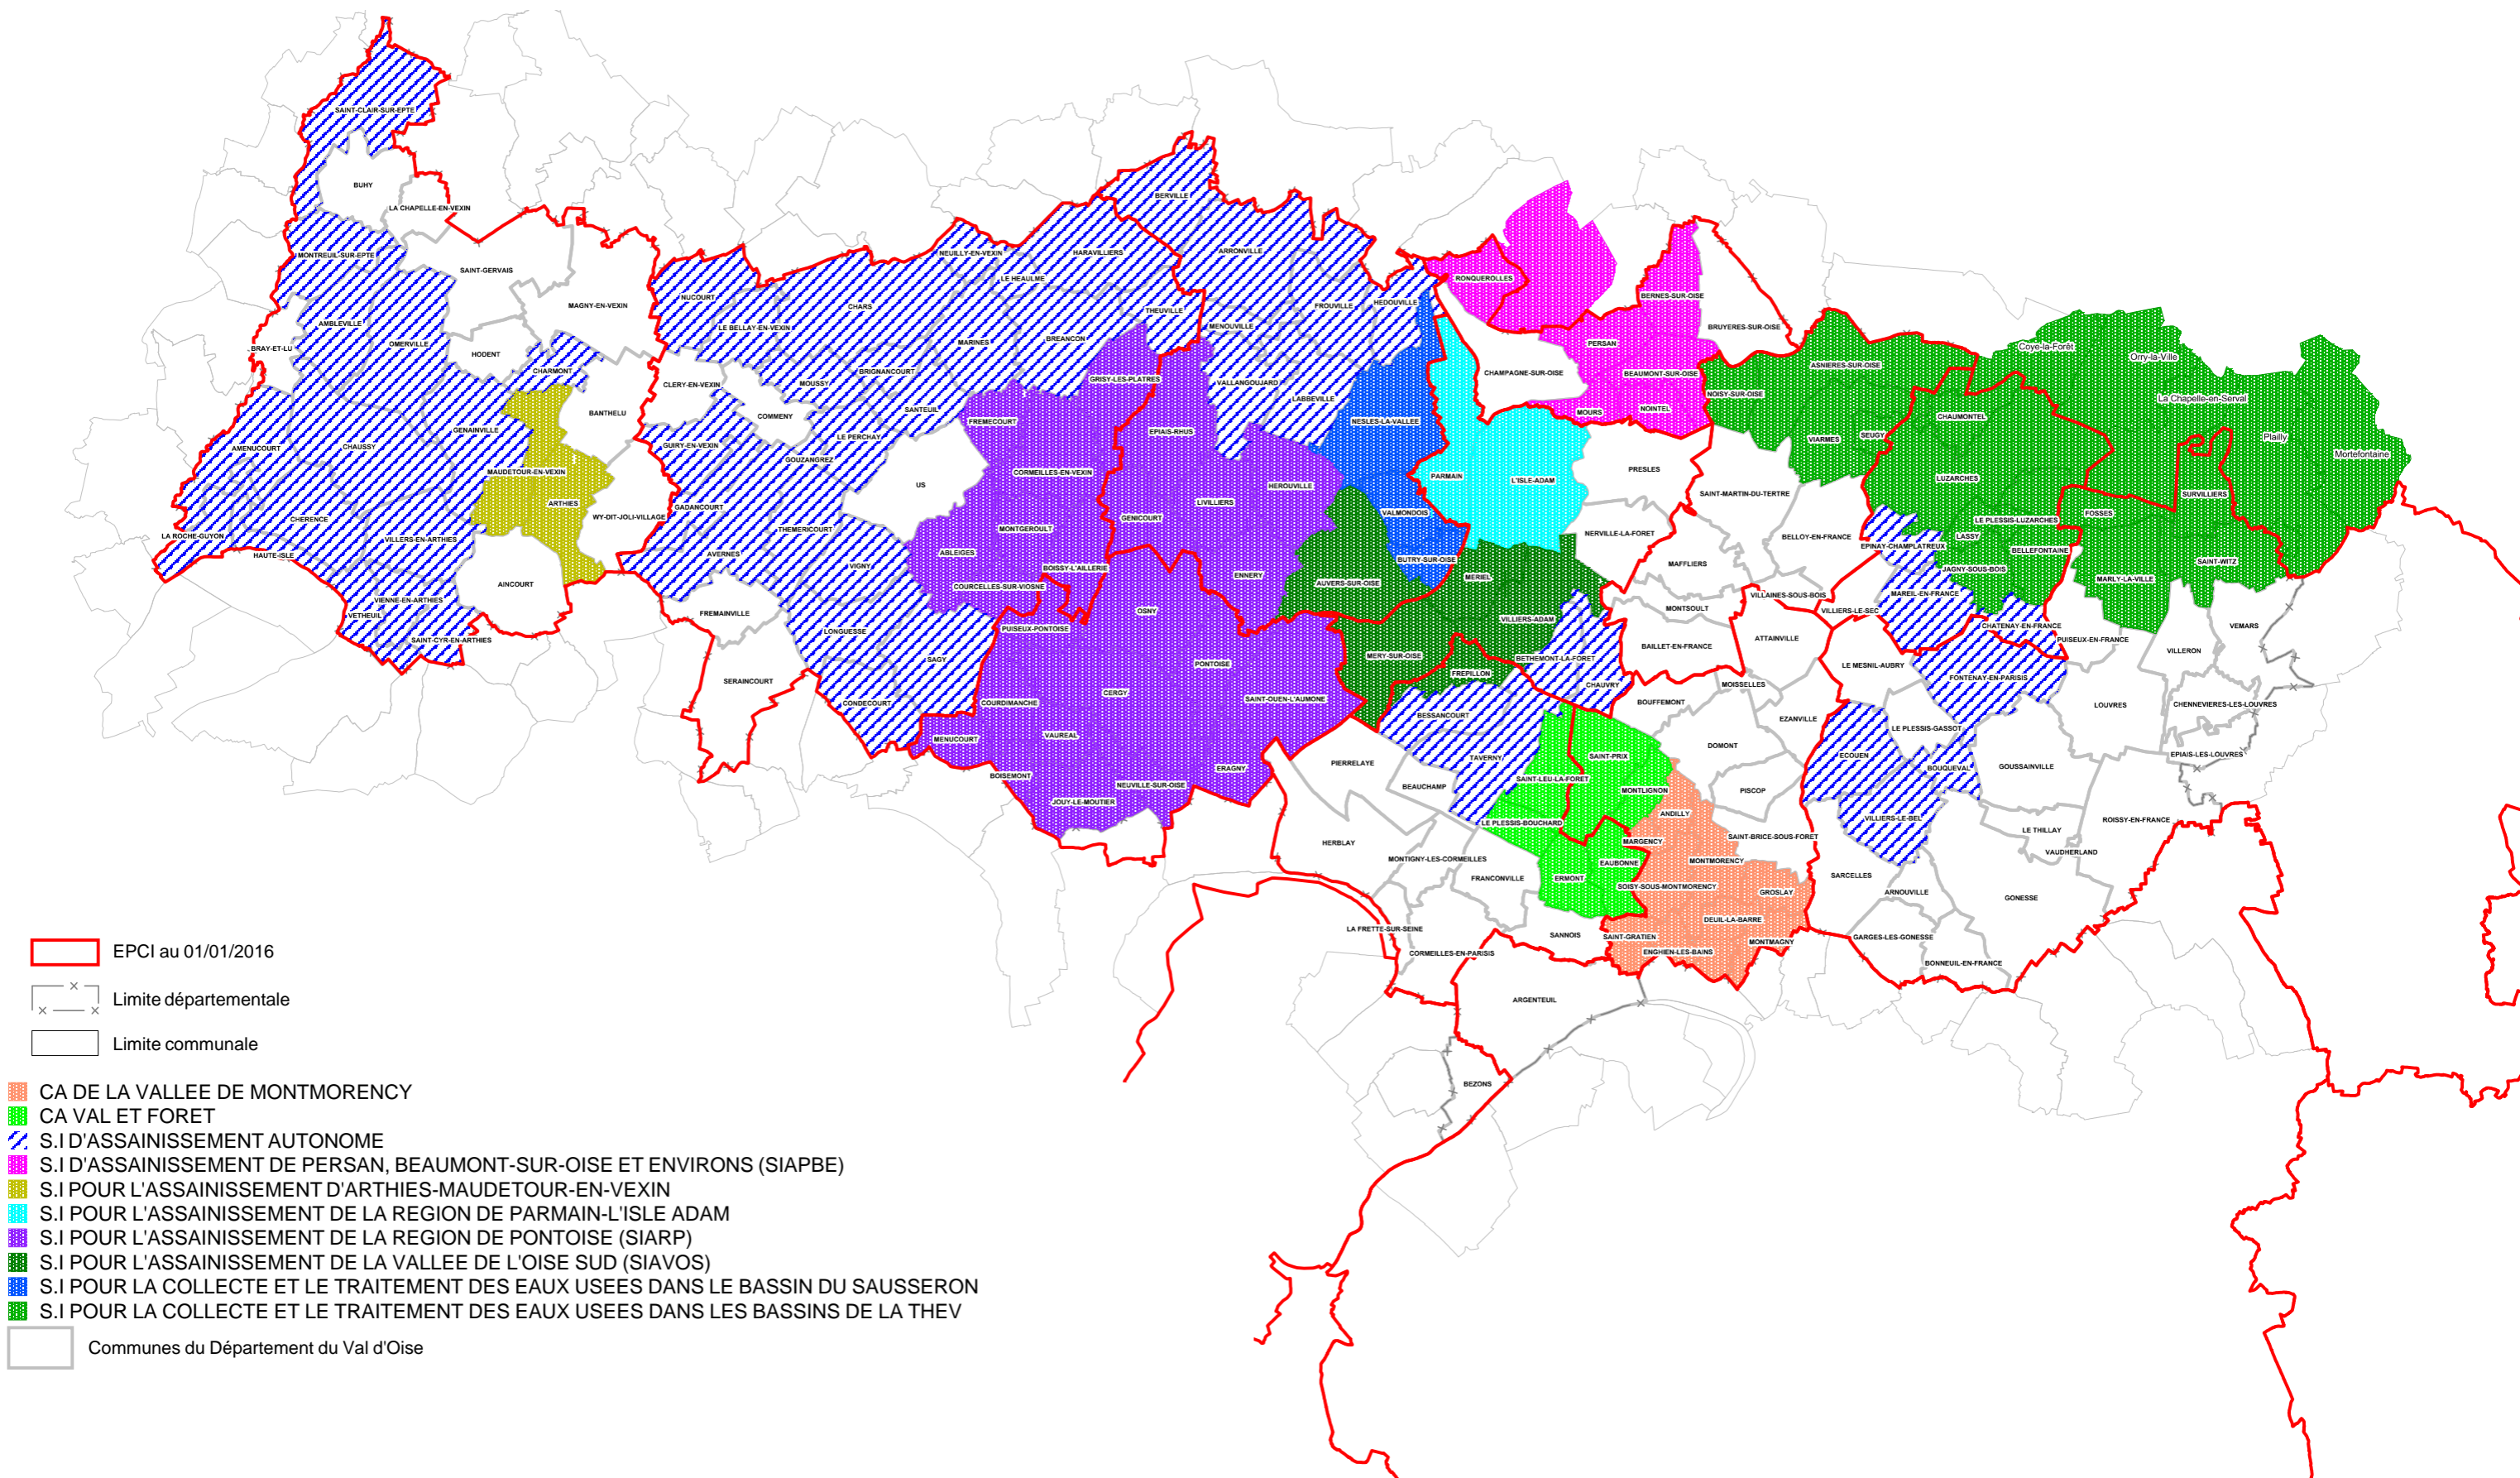 SAINT-CLAIR-SUR-EPTE
BUHY
LA CHAPELLE-EN-VEXIN
MONTREUIL-SUR-EPTE
SAINT-GERVAIS
MAGNY-EN-VEXIN
AMBLEVILLE
OMERVILLE
BRAY-ET-LU
HODENT
CHARMONT
BANTHELU
GENAINVILLE
AMENUCOURT
CHAUSSY
MAUDETOUR-EN-VEXIN
ARTHIES
WY-DIT-JOLI-VILLAGE
CHERENCE
LA ROCHE-GUYON
HAUTE-ISLE
VILLERS-EN-ARTHIES
AINCOURT
VIENNE-EN-ARTHIES
VETHEUIL
SAINT-CYR-EN-ARTHIES
NUCOURT
LE BELLAY-EN-VEXIN
CHARS
NEUILLY-EN-VEXIN
LE HEAULME
HARAVILLIERS
BERVILLE
ARRONVILLE
THEUVILLE
MENOUVILLE
FROUVILLE
HEDOUVILLE
MARINES
BREANCON
CLERY-EN-VEXIN
MOUSSY
BRIGNANCOURT
GRISY-LES-PLATRES
VALLANGOUJARD
LABBEVILLE
COMMENY
SANTEUIL
FREMECOURT
EPIAIS-RHUS
NESLES-LA-VALLEE
GUIRY-EN-VEXIN
LE PERCHAY
GOUZANGREZ
US
CORMEILLES-EN-VEXIN
HEROUVILLE
LIVILLIERS
GENICOURT
VALMONDOIS
GADANCOURT
THEMERICOURT
MONTGEROULT
AVERNES
VIGNY
ABLEIGES
BOISSY-L'AILLERIE
COURCELLES-SUR-VIOSNE
ENNERY
AUVERS-SUR-OISE
BUTRY-SUR-OISE
FREMAINVILLE
LONGUESSE
SAGY
PUISEUX-PONTOISE
OSNY
PONTOISE
SERAINCOURT
CONDECOURT
COURDIMANCHE
CERGY
SAINT-OUEN-L'AUMONE
MENUCOURT
VAUREAL
BOISEMONT
JOUY-LE-MOUTIER
NEUVILLE-SUR-OISE
ERAGNY
RONQUEROLLES
BERNES-SUR-OISE
BRUYERES-SUR-OISE
PERSAN
CHAMPAGNE-SUR-OISE
BEAUMONT-SUR-OISE
MOURS
NOINTEL
NOISY-SUR-OISE
ASNIERES-SUR-OISE
VIARMES
SEUGY
CHAUMONTEL
Coye-la-Forêt
Orry-la-Ville
La Chapelle-en-Serval
Plailly
Mortefontaine
PARMAIN
L'ISLE-ADAM
PRESLES
SAINT-MARTIN-DU-TERTRE
LUZARCHES
SURVILLIERS
FOSSES
LE PLESSIS-LUZARCHES
LASSY
BELLEFONTAINE
NERVILLE-LA-FORET
BELLOY-EN-FRANCE
EPINAY-CHAMPLATREUX
JAGNY-SOUS-BOIS
MARLY-LA-VILLE
SAINT-WITZ
MERIEL
MAFFLIERS
MONTSOULT
VILLAINES-SOUS-BOIS
VILLIERS-LE-SEC
MAREIL-EN-FRANCE
CHATENAY-EN-FRANCE
PUISEUX-EN-FRANCE
VEMARS
VILLERON
VILLIERS-ADAM
MERY-SUR-OISE
BETHEMONT-LA-FORET
BAILLET-EN-FRANCE
ATTAINVILLE
LE MESNIL-AUBRY
FONTENAY-EN-PARISIS
FREPILLON
CHAUVRY
MOISSELLES
BOUFFEMONT
LOUVRES
CHENNEVIERES-LES-LOUVRES
BESSANCOURT
EZANVILLE
LE PLESSIS-GASSOT
EPIAIS-LES-LOUVRES
TAVERNY
SAINT-PRIX
DOMONT
ECOUEN
BOUQUEVAL
GOUSSAINVILLE
PIERRELAYE
BEAUCHAMP
SAINT-LEU-LA-FORET
MONTLIGNON
PISCOP
ANDILLY
VILLIERS-LE-BEL
LE THILLAY
ROISSY-EN-FRANCE
LE PLESSIS-BOUCHARD
MARGENCY
SAINT-BRICE-SOUS-FORET
VAUDHERLAND
HERBLAY
MONTIGNY-LES-CORMEILLES
EAUBONNE
MONTMORENCY
SARCELLES
FRANCONVILLE
ERMONT
SOISY-SOUS-MONTMORENCY
GROSLAY
ARNOUVILLE
GONESSE
DEUIL-LA-BARRE
LA FRETTE-SUR-SEINE
SANNOIS
SAINT-GRATIEN
MONTMAGNY
GARGES-LES-GONESSE
CORMEILLES-EN-PARISIS
ENGHIEN-LES-BAINS
BONNEUIL-EN-FRANCE
ARGENTEUIL
BEZONS
EPCI au 01/01/2016
Limite départementale
Limite communale
CA DE LA VALLEE DE MONTMORENCY
CA VAL ET FORET
S.I D'ASSAINISSEMENT AUTONOME
S.I D'ASSAINISSEMENT DE PERSAN, BEAUMONT-SUR-OISE ET ENVIRONS (SIAPBE)
S.I POUR L'ASSAINISSEMENT D'ARTHIES-MAUDETOUR-EN-VEXIN
S.I POUR L'ASSAINISSEMENT DE LA REGION DE PARMAIN-L'ISLE ADAM
S.I POUR L'ASSAINISSEMENT DE LA REGION DE PONTOISE (SIARP)
S.I POUR L'ASSAINISSEMENT DE LA VALLEE DE L'OISE SUD (SIAVOS)
S.I POUR LA COLLECTE ET LE TRAITEMENT DES EAUX USEES DANS LE BASSIN DU SAUSSERON
S.I POUR LA COLLECTE ET LE TRAITEMENT DES EAUX USEES DANS LES BASSINS DE LA THEV
Communes du Département du Val d'Oise